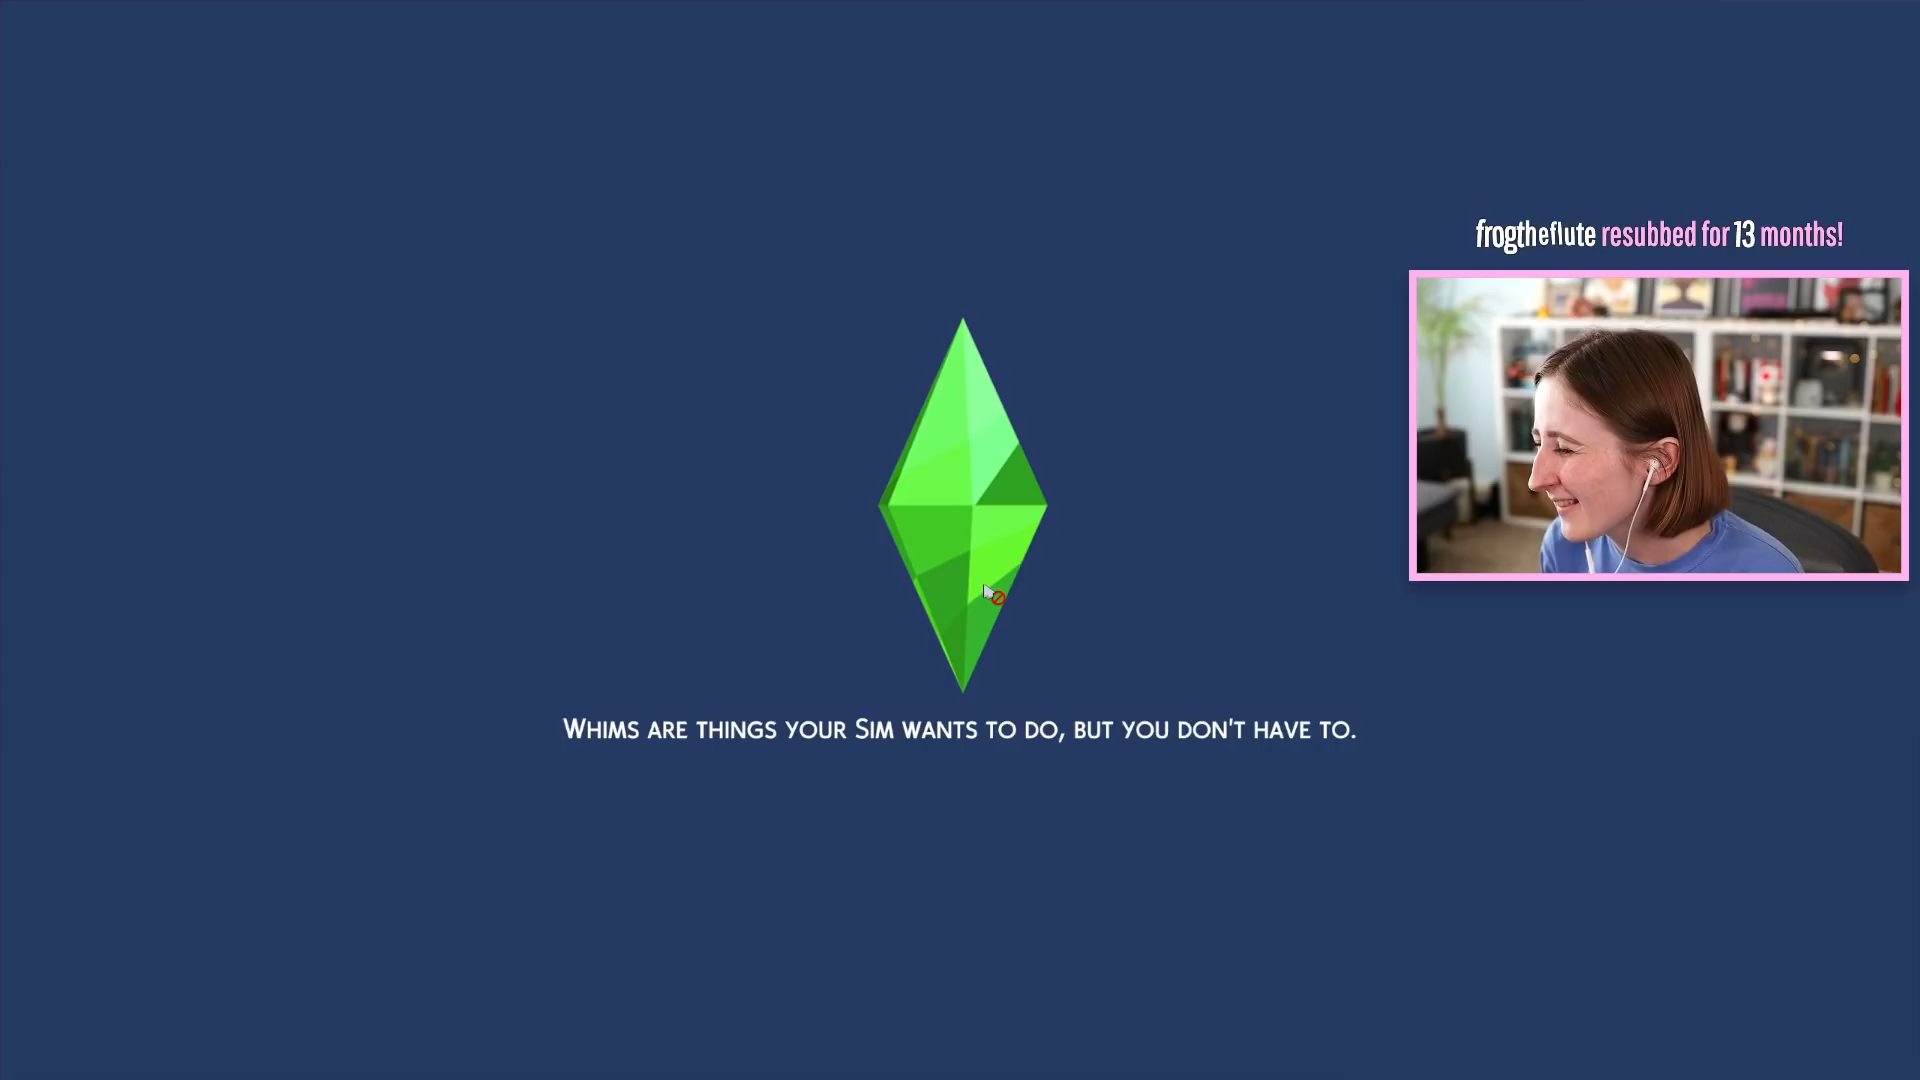 frogtheflute resubbed for 13 months!
Whims are things your Sim wants to do, but you don't have to.